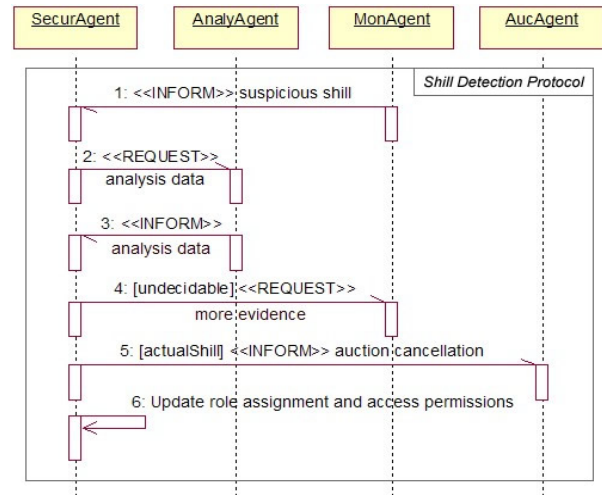 SecurAgent AnalyAgent MonAgent AucAgent
Shill Detection Protocol
1: <<INFORM>> suspicious shill
2: <<REQUEST>>
analysis data
3: <<INFORM>>
analysis data
4: [undecidable] <<REQUEST>>
more evidence
5: [actualShill] <<INFORM>> auction cancellation
6: Update role assignment and access permissions